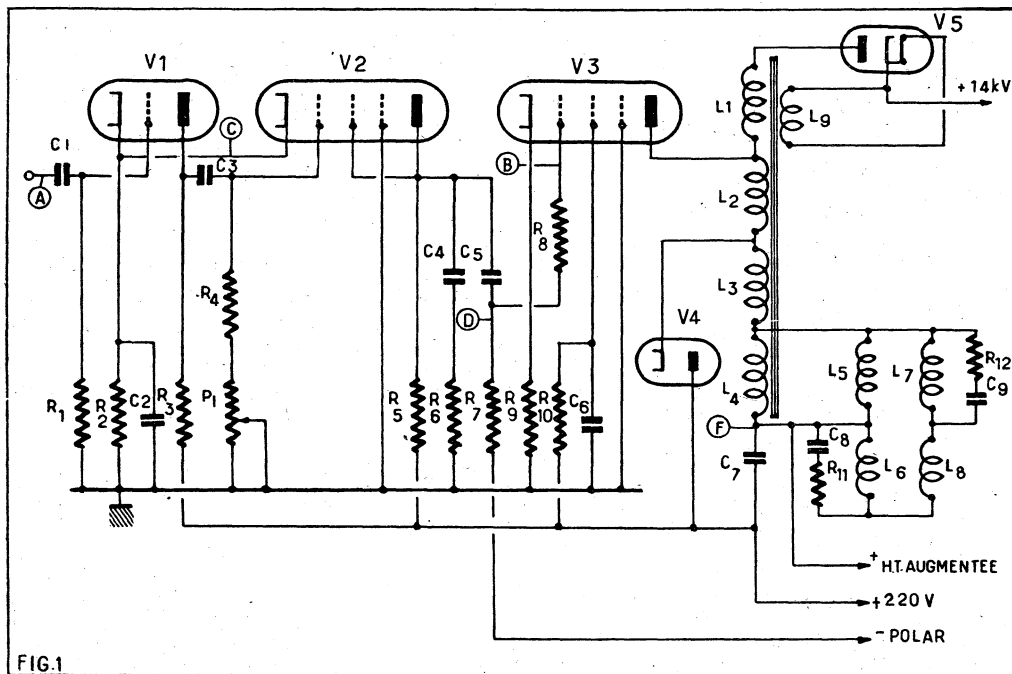 V5
V1
V2
V3
+14kV
L1
L9
C1
C
C3
A
B
L2
R8
C4
C5
R4
L3
D
V4
R12
C9
L5
L7
L4
R1
R2
C2
R3
P1
R5
R6
R7
R9
R10
C6
F
C7
C8
R11
L6
L8
+ H.T. AUGMENTÉE
+220V
- POLAR
FIG.1